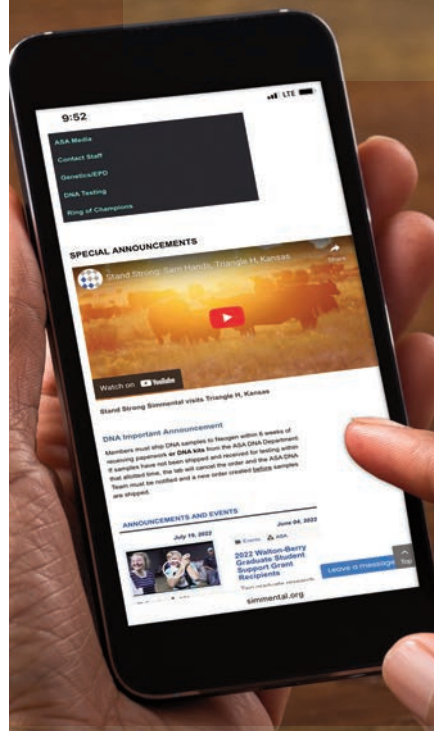 9:52
LTE
ASA Media
Contact Staff
Genetics/EPD
DNA Testing
Ring of Champions
SPECIAL ANNOUNCEMENTS
Stand Strong: Sam Hands, Triangle H, Kansas
Share
Watch on YouTube
Stand Strong Simmental visits Triangle H, Kansas
DNA Important Announcement
Members must ship DNA samples to Neogen within 6 weeks of
receiving paperwork or DNA kits from the ASA DNA Department.
If samples have not been shipped and received for testing within
that allotted time, the lab will cancel the order and the ASA DNA
Team must be notified and a new order created before samples
are shipped.
ANNOUNCEMENTS AND EVENTS
July 19, 2022
June 04, 2022
Events ASA
2022 Walton-Berry
Graduate Student
Support Grant
Recipients
Two graduate research
Leave a message
Top
simmental.org